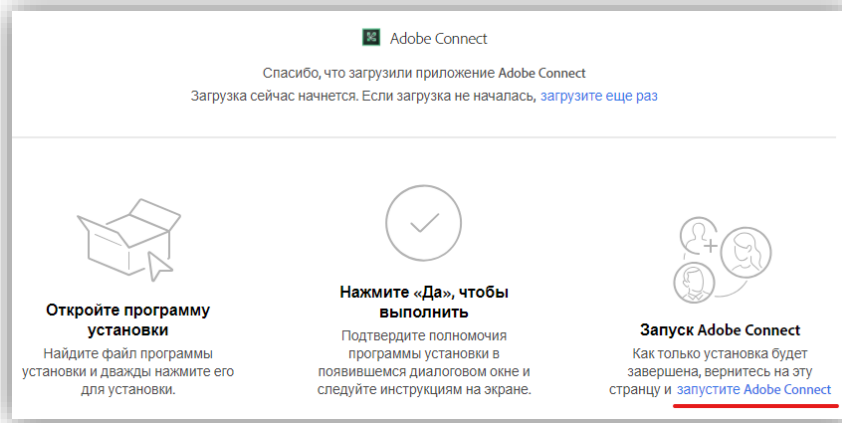 Adobe Connect
Спасибо, что загрузили приложение Adobe Connect
Загрузка сейчас начнется. Если загрузка не началась, загрузите еще раз
Откройте программу
установки
Найдите файл программы
установки и дважды нажмите его
для установки.
Нажмите «Да», чтобы
выполнить
Подтвердите полномочия
программы установки в
появившемся диалоговом окне и
следуйте инструкциям на экране.
Запуск Adobe Connect
Как только установка будет
завершена, вернитесь на эту
странцу и запустите Adobe Connect